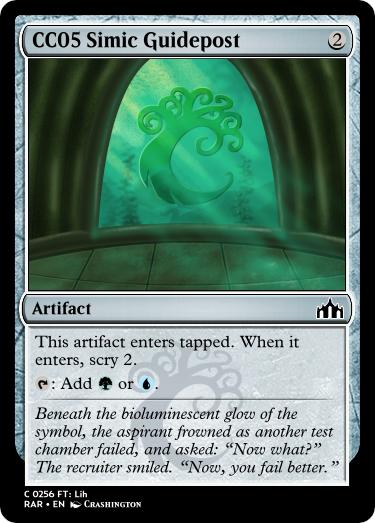 CC05 Simic Guidepost 2
Artifact
This artifact enters tapped. When it
enters, scry 2.
: Add or .
Beneath the bioluminescent glow of the
symbol, the aspirant frowned as another test
chamber failed, and asked: “Now what?”
The recruiter smiled. “Now, you fail better.”
C 0256 FT: Lih
RAR • EN Crashington